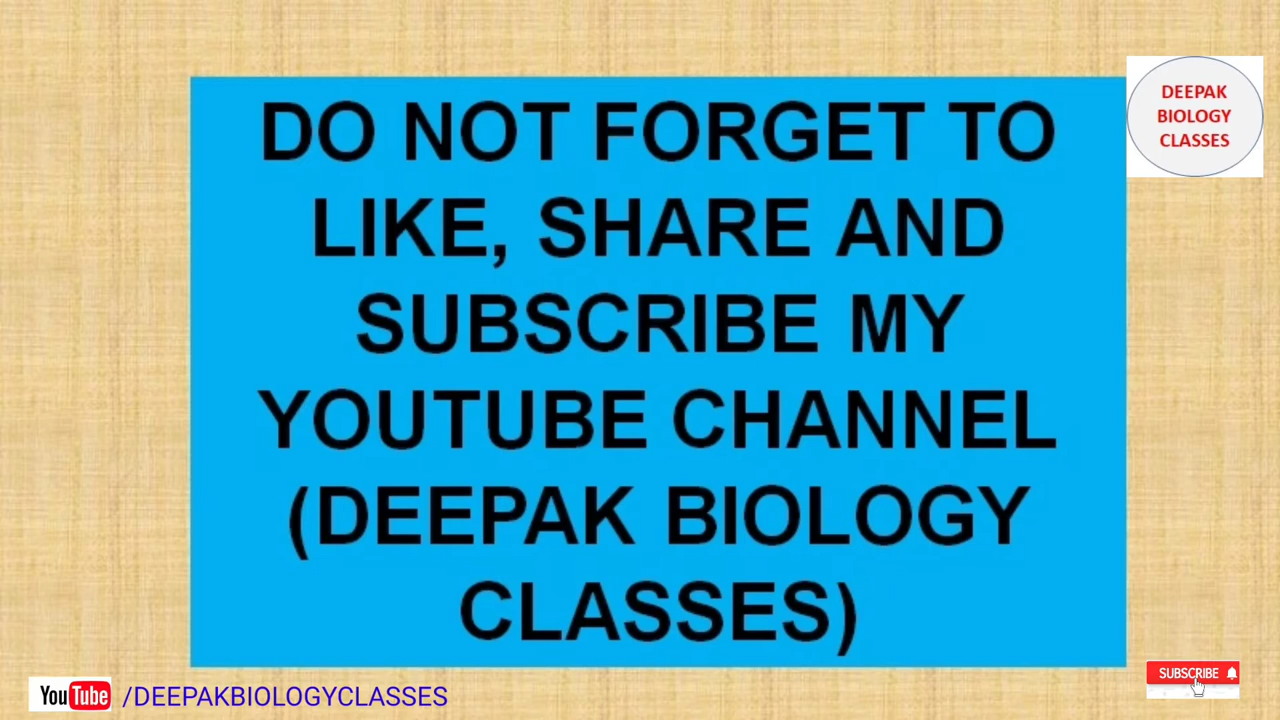 DO NOT FORGET TO
LIKE, SHARE AND
SUBSCRIBE MY
YOUTUBE CHANNEL
(DEEPAK BIOLOGY
CLASSES)
DEEPAK
BIOLOGY
CLASSES
YouTube /DEEPAKBIOLOGYCLASSES
SUBSCRIBE